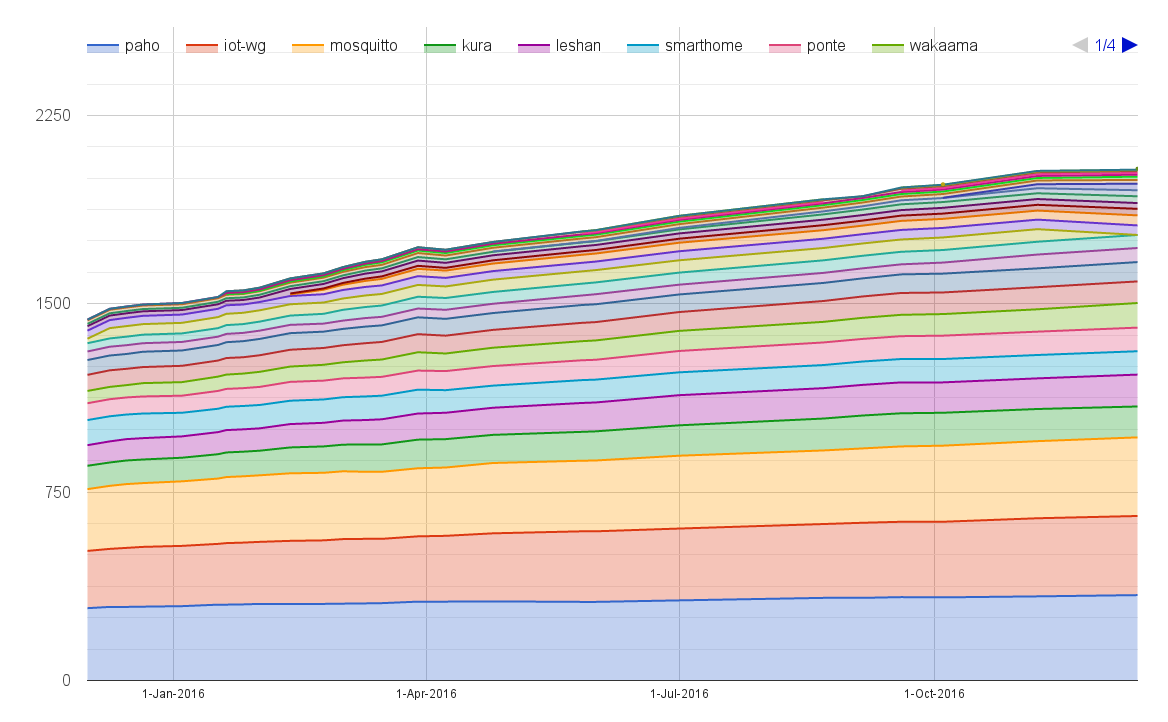 paho iot-wg mosquitto kura leshan smarthome ponte wakaama 1/4
2250
1500
750
0
1-Jan-2016 1-Apr-2016 1-Jul-2016 1-Oct-2016